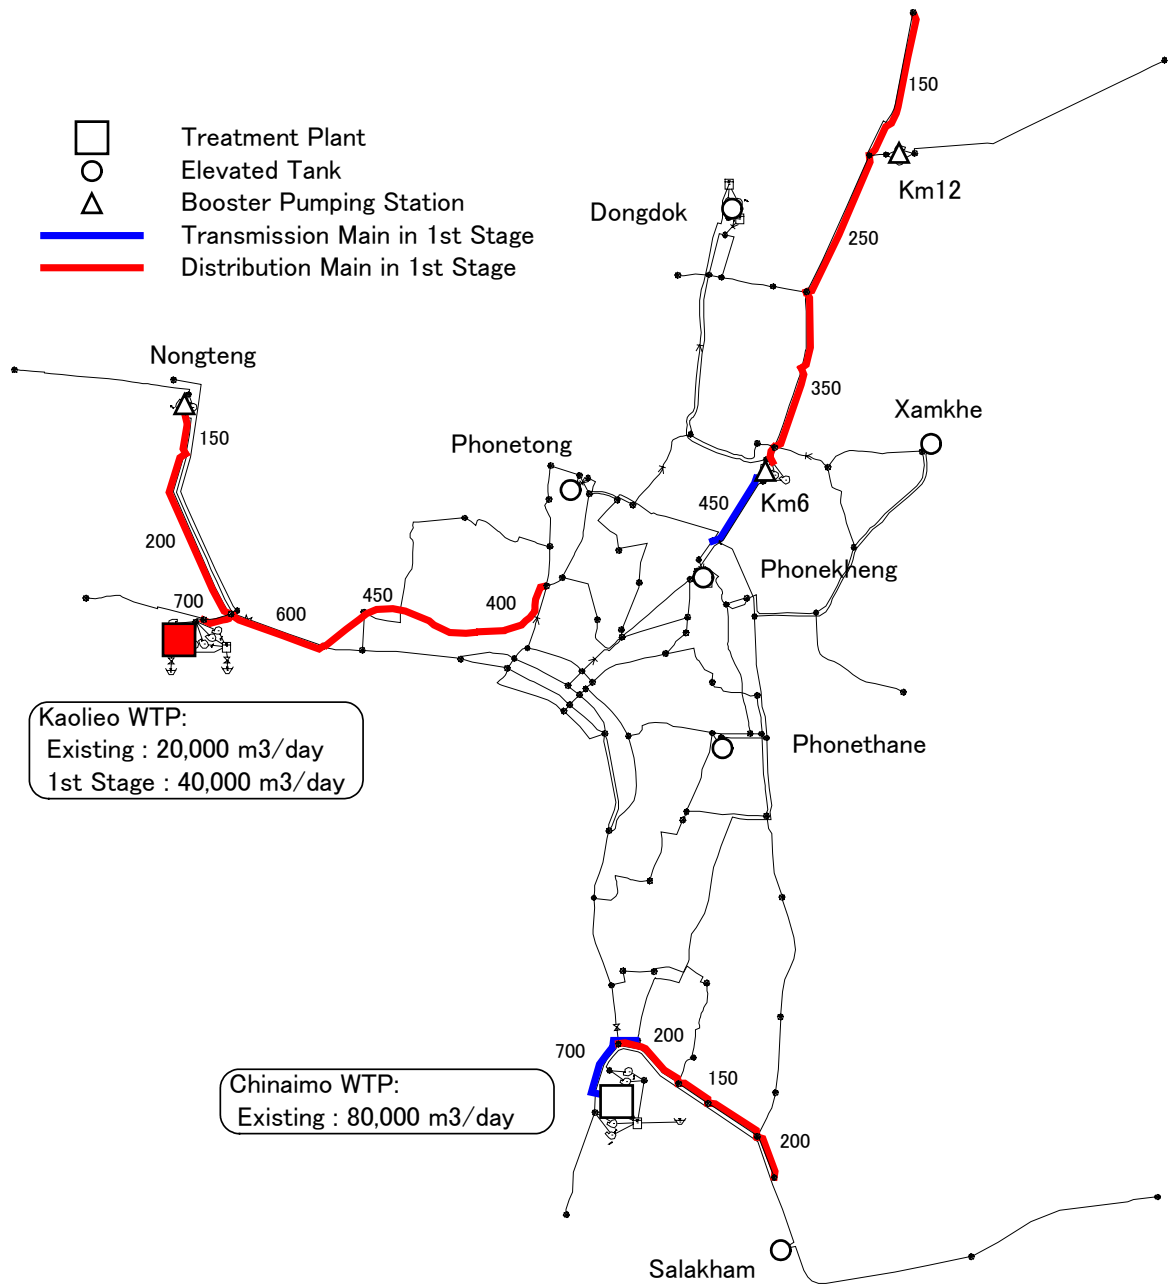 150
Treatment Plant
Elevated Tank
Km12
Booster Pumping Station
Dongdok
Transmission Main in 1st Stage
250
Distribution Main in 1st Stage
Nongteng
350
Xamkhe
150
Phonetong
450
Km6
200
Phonekheng
700
600
450
400
Kaolieo WTP:
Existing : 20,000 m3/day
1st Stage : 40,000 m3/day
Phonethane
200
700
Chinaimo WTP:
Existing : 80,000 m3/day
150
200
Salakham